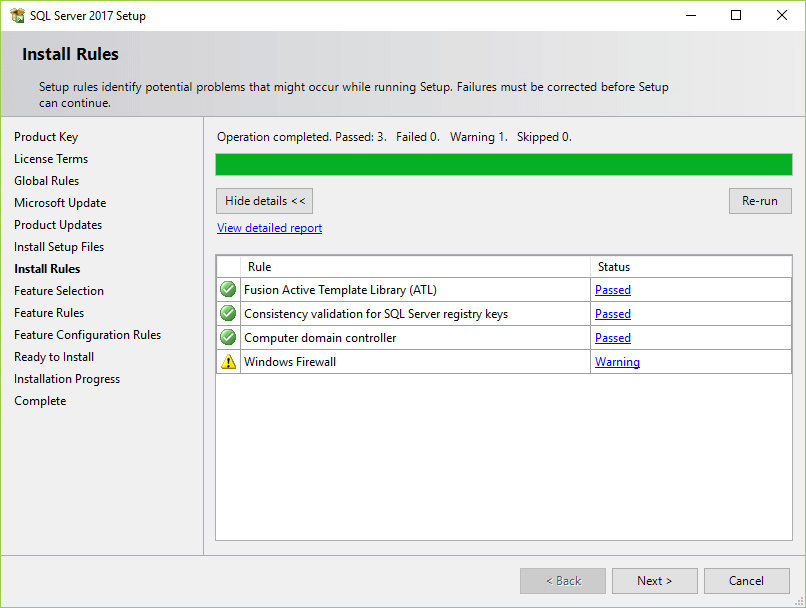 SQL Server 2017 Setup
Install Rules
Setup rules identify potential problems that might occur while running Setup. Failures must be corrected before Setup
can continue.
Product Key
License Terms
Global Rules
Microsoft Update
Product Updates
Install Setup Files
Install Rules
Feature Selection
Feature Rules
Feature Configuration Rules
Ready to Install
Installation Progress
Complete
Operation completed. Passed: 3.   Failed 0.   Warning 1.   Skipped 0.
Hide details <<
Re-run
View detailed report
Rule Status
Fusion Active Template Library (ATL) Passed
Consistency validation for SQL Server registry keys Passed
Computer domain controller Passed
Windows Firewall Warning
< Back
Next >
Cancel